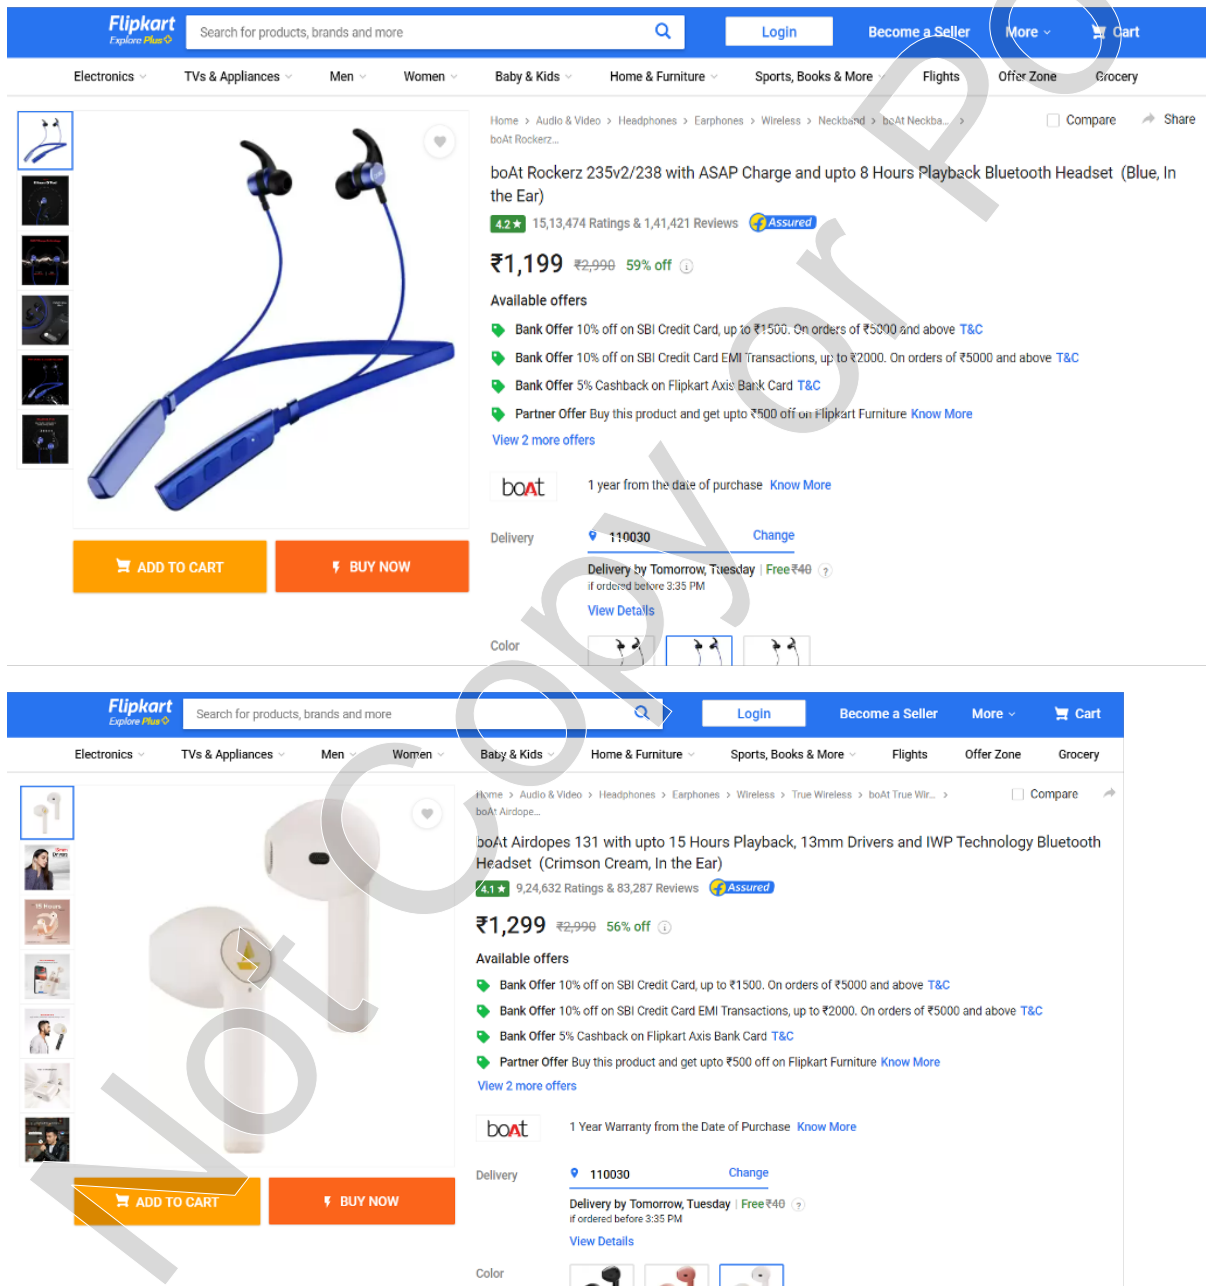 Flipkart
Explore Plus
Search for products, brands and more
Login
Become a Seller
More
Cart
Electronics
TVs & Appliances
Men
Women
Baby & Kids
Home & Furniture
Sports, Books & More
Flights
Offer Zone
Grocery
Home > Audio & Video > Headphones > Earphones > Wireless > Neckband > boAt Neckba... >
boAt Rockerz...
Compare
Share
boAt Rockerz 235v2/238 with ASAP Charge and upto 8 Hours Playback Bluetooth Headset (Blue, In
the Ear)
4.2★ 15,13,474 Ratings & 1,41,421 Reviews Assured
₹1,199 ₹2,990 59% off
Available offers
Bank Offer 10% off on SBI Credit Card, up to ₹1500. On orders of ₹5000 and above T&C
Bank Offer 10% off on SBI Credit Card EMI Transactions, up to ₹2000. On orders of ₹5000 and above T&C
Bank Offer 5% Cashback on Flipkart Axis Bank Card T&C
Partner Offer Buy this product and get upto ₹500 off on Flipkart Furniture Know More
View 2 more offers
boAt
1 year from the date of purchase Know More
Delivery
110030
Change
Delivery by Tomorrow, Tuesday | Free ₹40 ?
if ordered before 3:35 PM
View Details
ADD TO CART
BUY NOW
Color
Flipkart
Explore Plus
Search for products, brands and more
Login
Become a Seller
More
Cart
Electronics
TVs & Appliances
Men
Women
Baby & Kids
Home & Furniture
Sports, Books & More
Flights
Offer Zone
Grocery
Home > Audio & Video > Headphones > Earphones > Wireless > True Wireless > boAt True Wir... >
boAt Airdope...
Compare
boAt Airdopes 131 with upto 15 Hours Playback, 13mm Drivers and IWP Technology Bluetooth
Headset (Crimson Cream, In the Ear)
4.1★ 9,24,632 Ratings & 83,287 Reviews Assured
₹1,299 ₹2,990 56% off
Available offers
Bank Offer 10% off on SBI Credit Card, up to ₹1500. On orders of ₹5000 and above T&C
Bank Offer 10% off on SBI Credit Card EMI Transactions, up to ₹2000. On orders of ₹5000 and above T&C
Bank Offer 5% Cashback on Flipkart Axis Bank Card T&C
Partner Offer Buy this product and get upto ₹500 off on Flipkart Furniture Know More
View 2 more offers
boAt
1 Year Warranty from the Date of Purchase Know More
Delivery
110030
Change
Delivery by Tomorrow, Tuesday | Free ₹40 ?
if ordered before 3:35 PM
View Details
ADD TO CART
BUY NOW
Color
Not Copy or Po